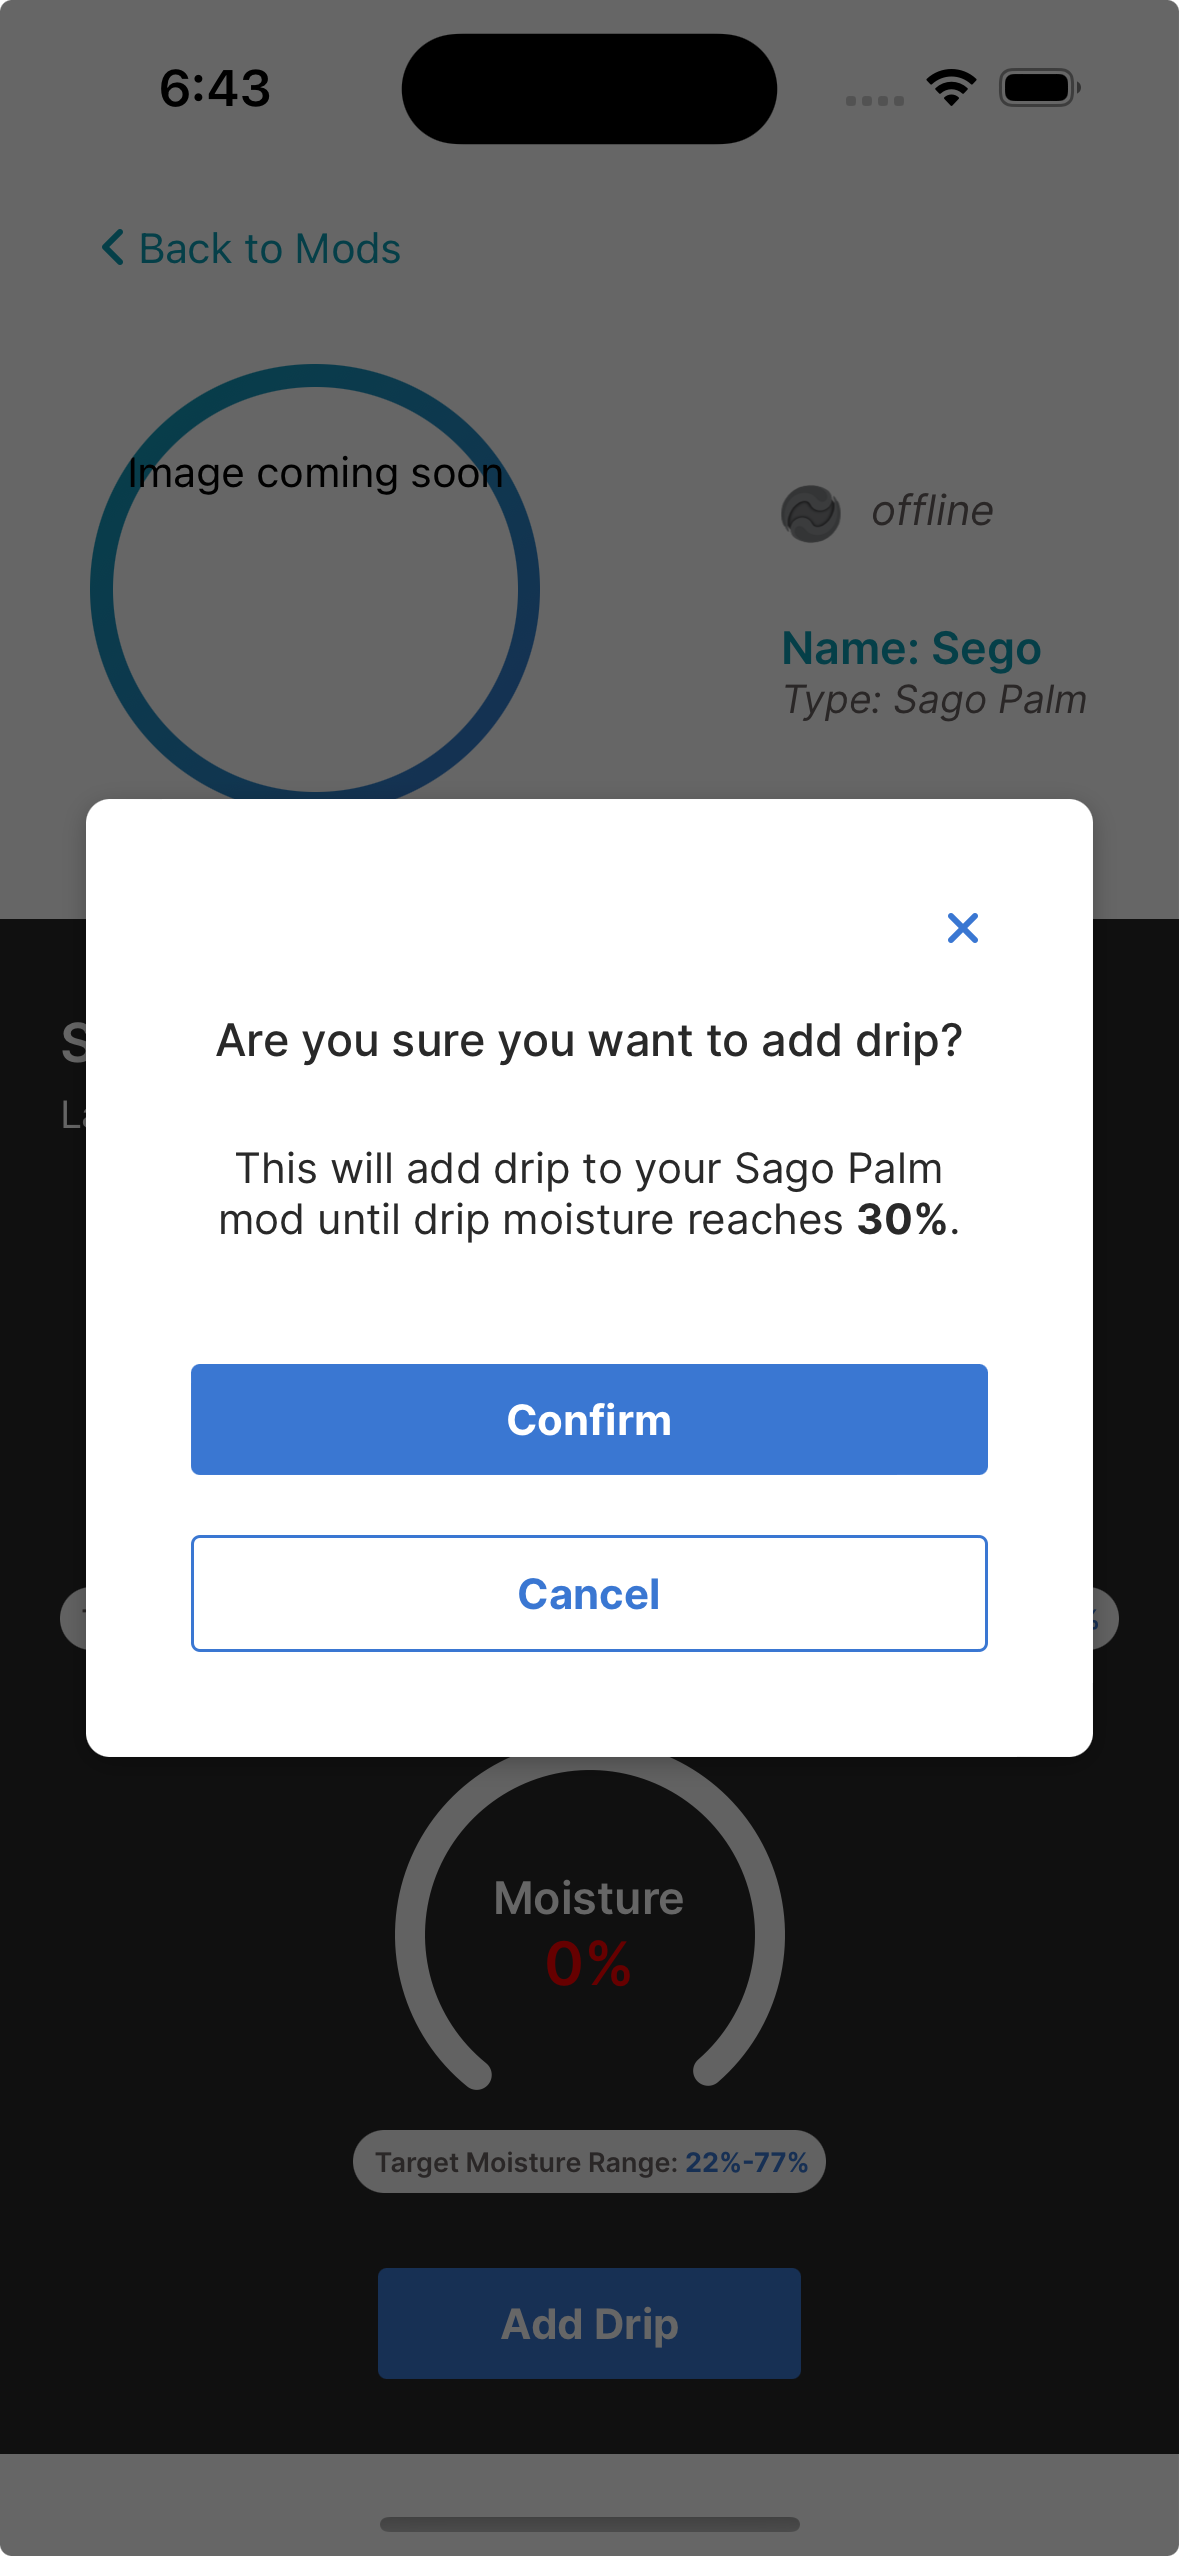 6:43
Back to Mods
Image coming soon
offline
Name: Sego
Type: Sago Palm
Are you sure you want to add drip?
This will add drip to your Sago Palm
mod until drip moisture reaches 30%.
Confirm
Cancel
Moisture
0%
Target Moisture Range: 22%-77%
Add Drip